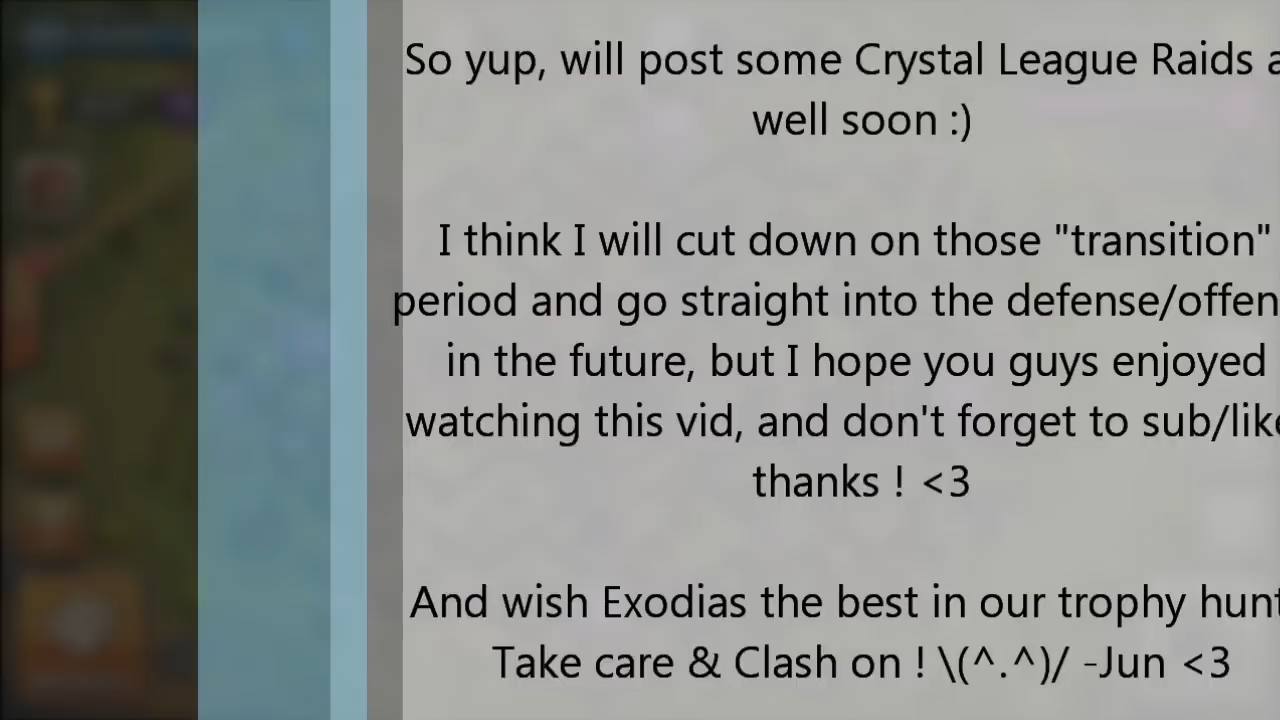 So yup, will post some Crystal League Raids a
well soon :)
I think I will cut down on those "transition"
period and go straight into the defense/offen
in the future, but I hope you guys enjoyed
watching this vid, and don't forget to sub/like
thanks ! <3
And wish Exodias the best in our trophy hunt
Take care & Clash on ! \(^.^)/ -Jun <3